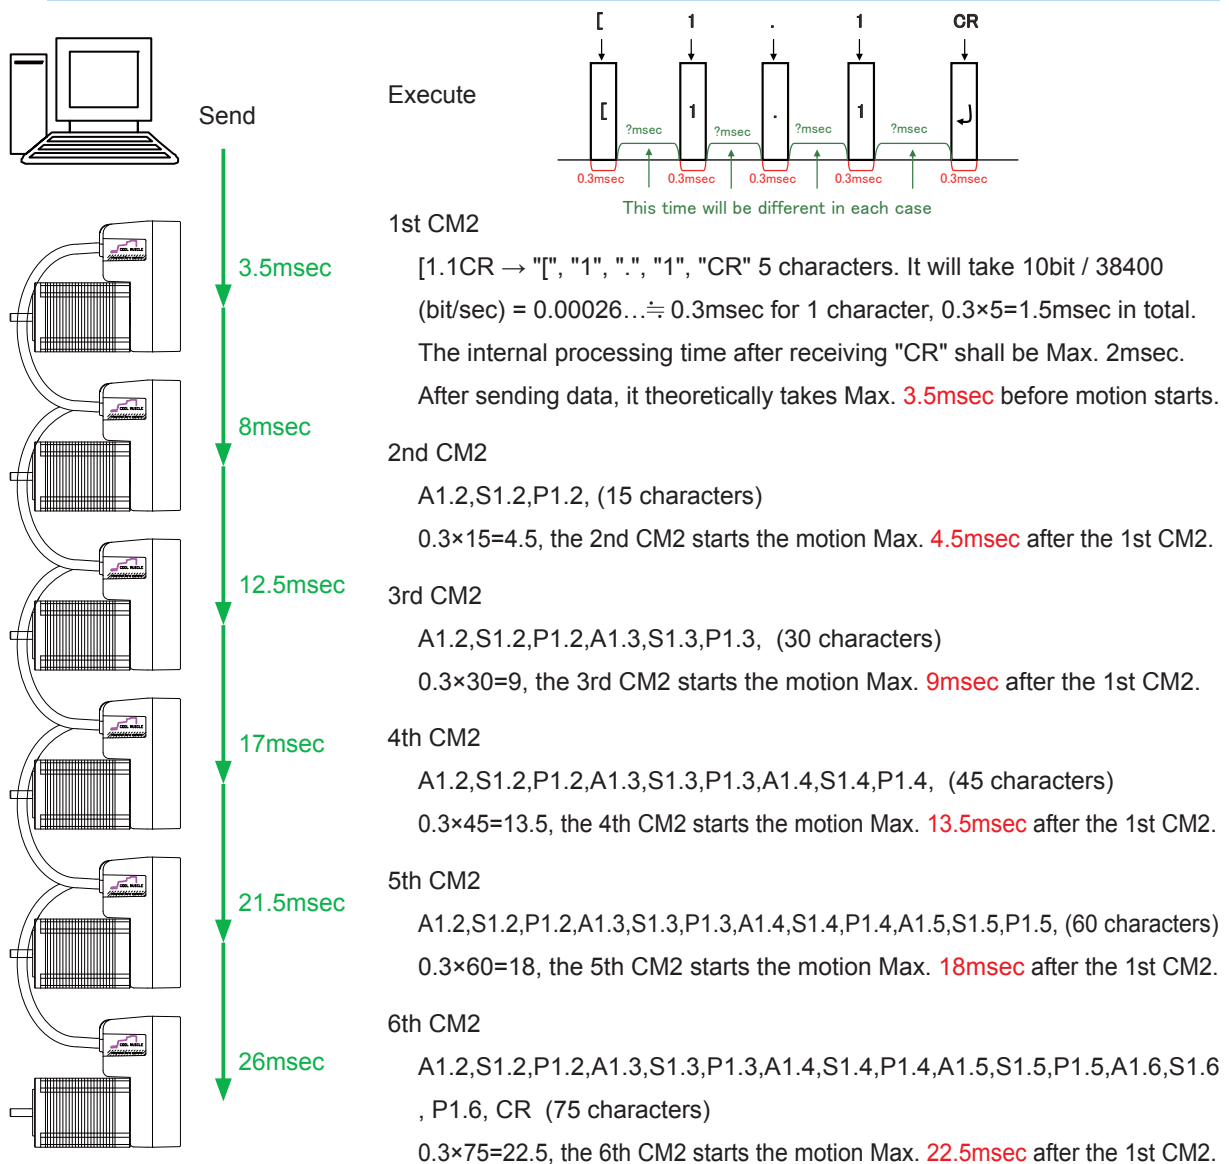 [ 1 . 1 CR
Send
Execute
[ 1 . 1
?msec ?msec ?msec ?msec
0.3msec 0.3msec 0.3msec 0.3msec 0.3msec
This time will be different in each case
1st CM2
COOL MUSCLE
3.5msec
[1.1CR → "[", "1", ".", "1", "CR" 5 characters. It will take 10bit / 38400
(bit/sec) = 0.00026…≒ 0.3msec for 1 character, 0.3×5=1.5msec in total.
The internal processing time after receiving "CR" shall be Max. 2msec.
After sending data, it theoretically takes Max. 3.5msec before motion starts.
COOL MUSCLE
8msec
2nd CM2
A1.2,S1.2,P1.2, (15 characters)
0.3×15=4.5, the 2nd CM2 starts the motion Max. 4.5msec after the 1st CM2.
COOL MUSCLE
12.5msec
3rd CM2
A1.2,S1.2,P1.2,A1.3,S1.3,P1.3, (30 characters)
0.3×30=9, the 3rd CM2 starts the motion Max. 9msec after the 1st CM2.
COOL MUSCLE
17msec
4th CM2
A1.2,S1.2,P1.2,A1.3,S1.3,P1.3,A1.4,S1.4,P1.4, (45 characters)
0.3×45=13.5, the 4th CM2 starts the motion Max. 13.5msec after the 1st CM2.
COOL MUSCLE
21.5msec
5th CM2
A1.2,S1.2,P1.2,A1.3,S1.3,P1.3,A1.4,S1.4,P1.4,A1.5,S1.5,P1.5, (60 characters)
0.3×60=18, the 5th CM2 starts the motion Max. 18msec after the 1st CM2.
COOL MUSCLE
26msec
6th CM2
A1.2,S1.2,P1.2,A1.3,S1.3,P1.3,A1.4,S1.4,P1.4,A1.5,S1.5,P1.5,A1.6,S1.6
, P1.6, CR (75 characters)
0.3×75=22.5, the 6th CM2 starts the motion Max. 22.5msec after the 1st CM2.